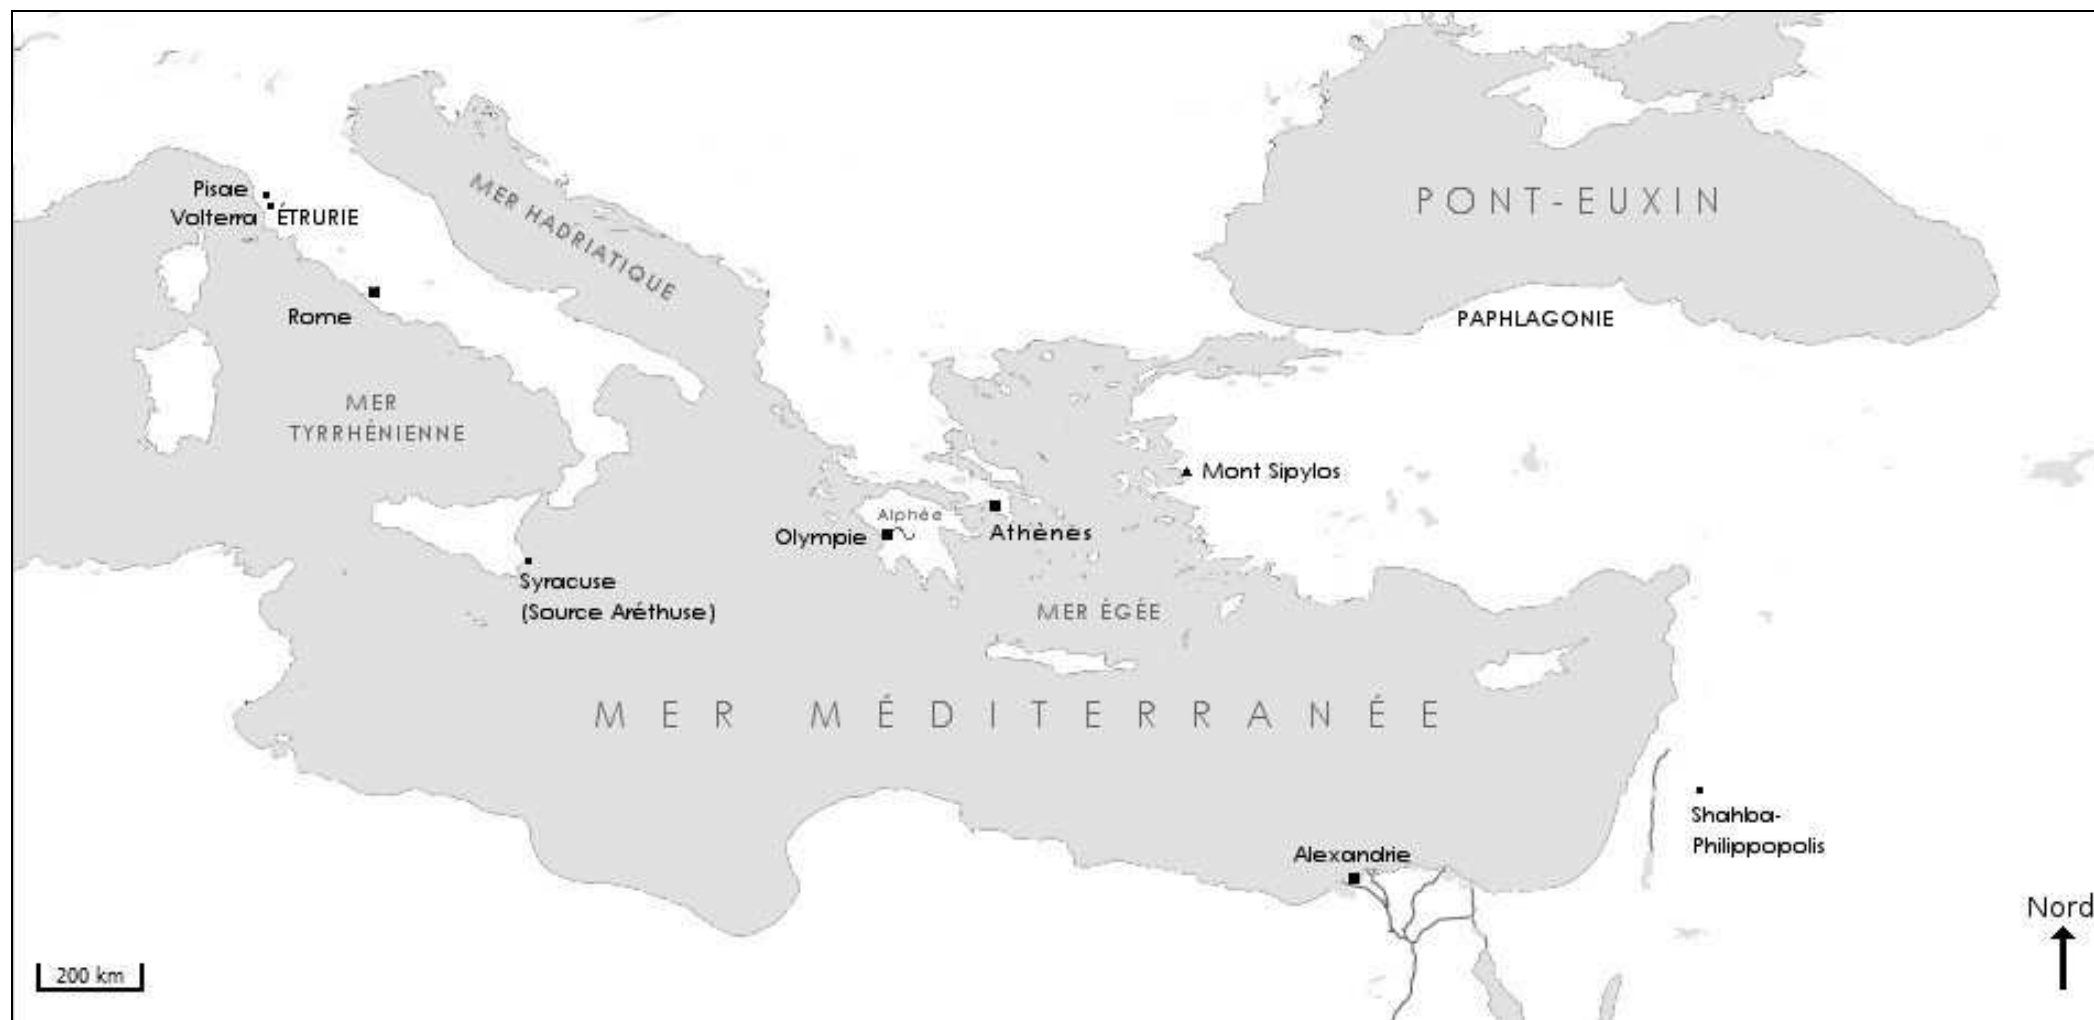 PONT-EUXIN
Pisae
MER HADRIATIQUE
Volterra
ÉTRURIE
Rome
PAPHLAGONIE
MER
TYRRHÉNIENNE
Mont Sipylos
Alphée
Olympie
Athènes
Syracuse
(Source Aréthuse)
MER ÉGÉE
MER MÉDITERRANÉE
Shahba-
Philippopolis
Alexandrie
Nord
200 km